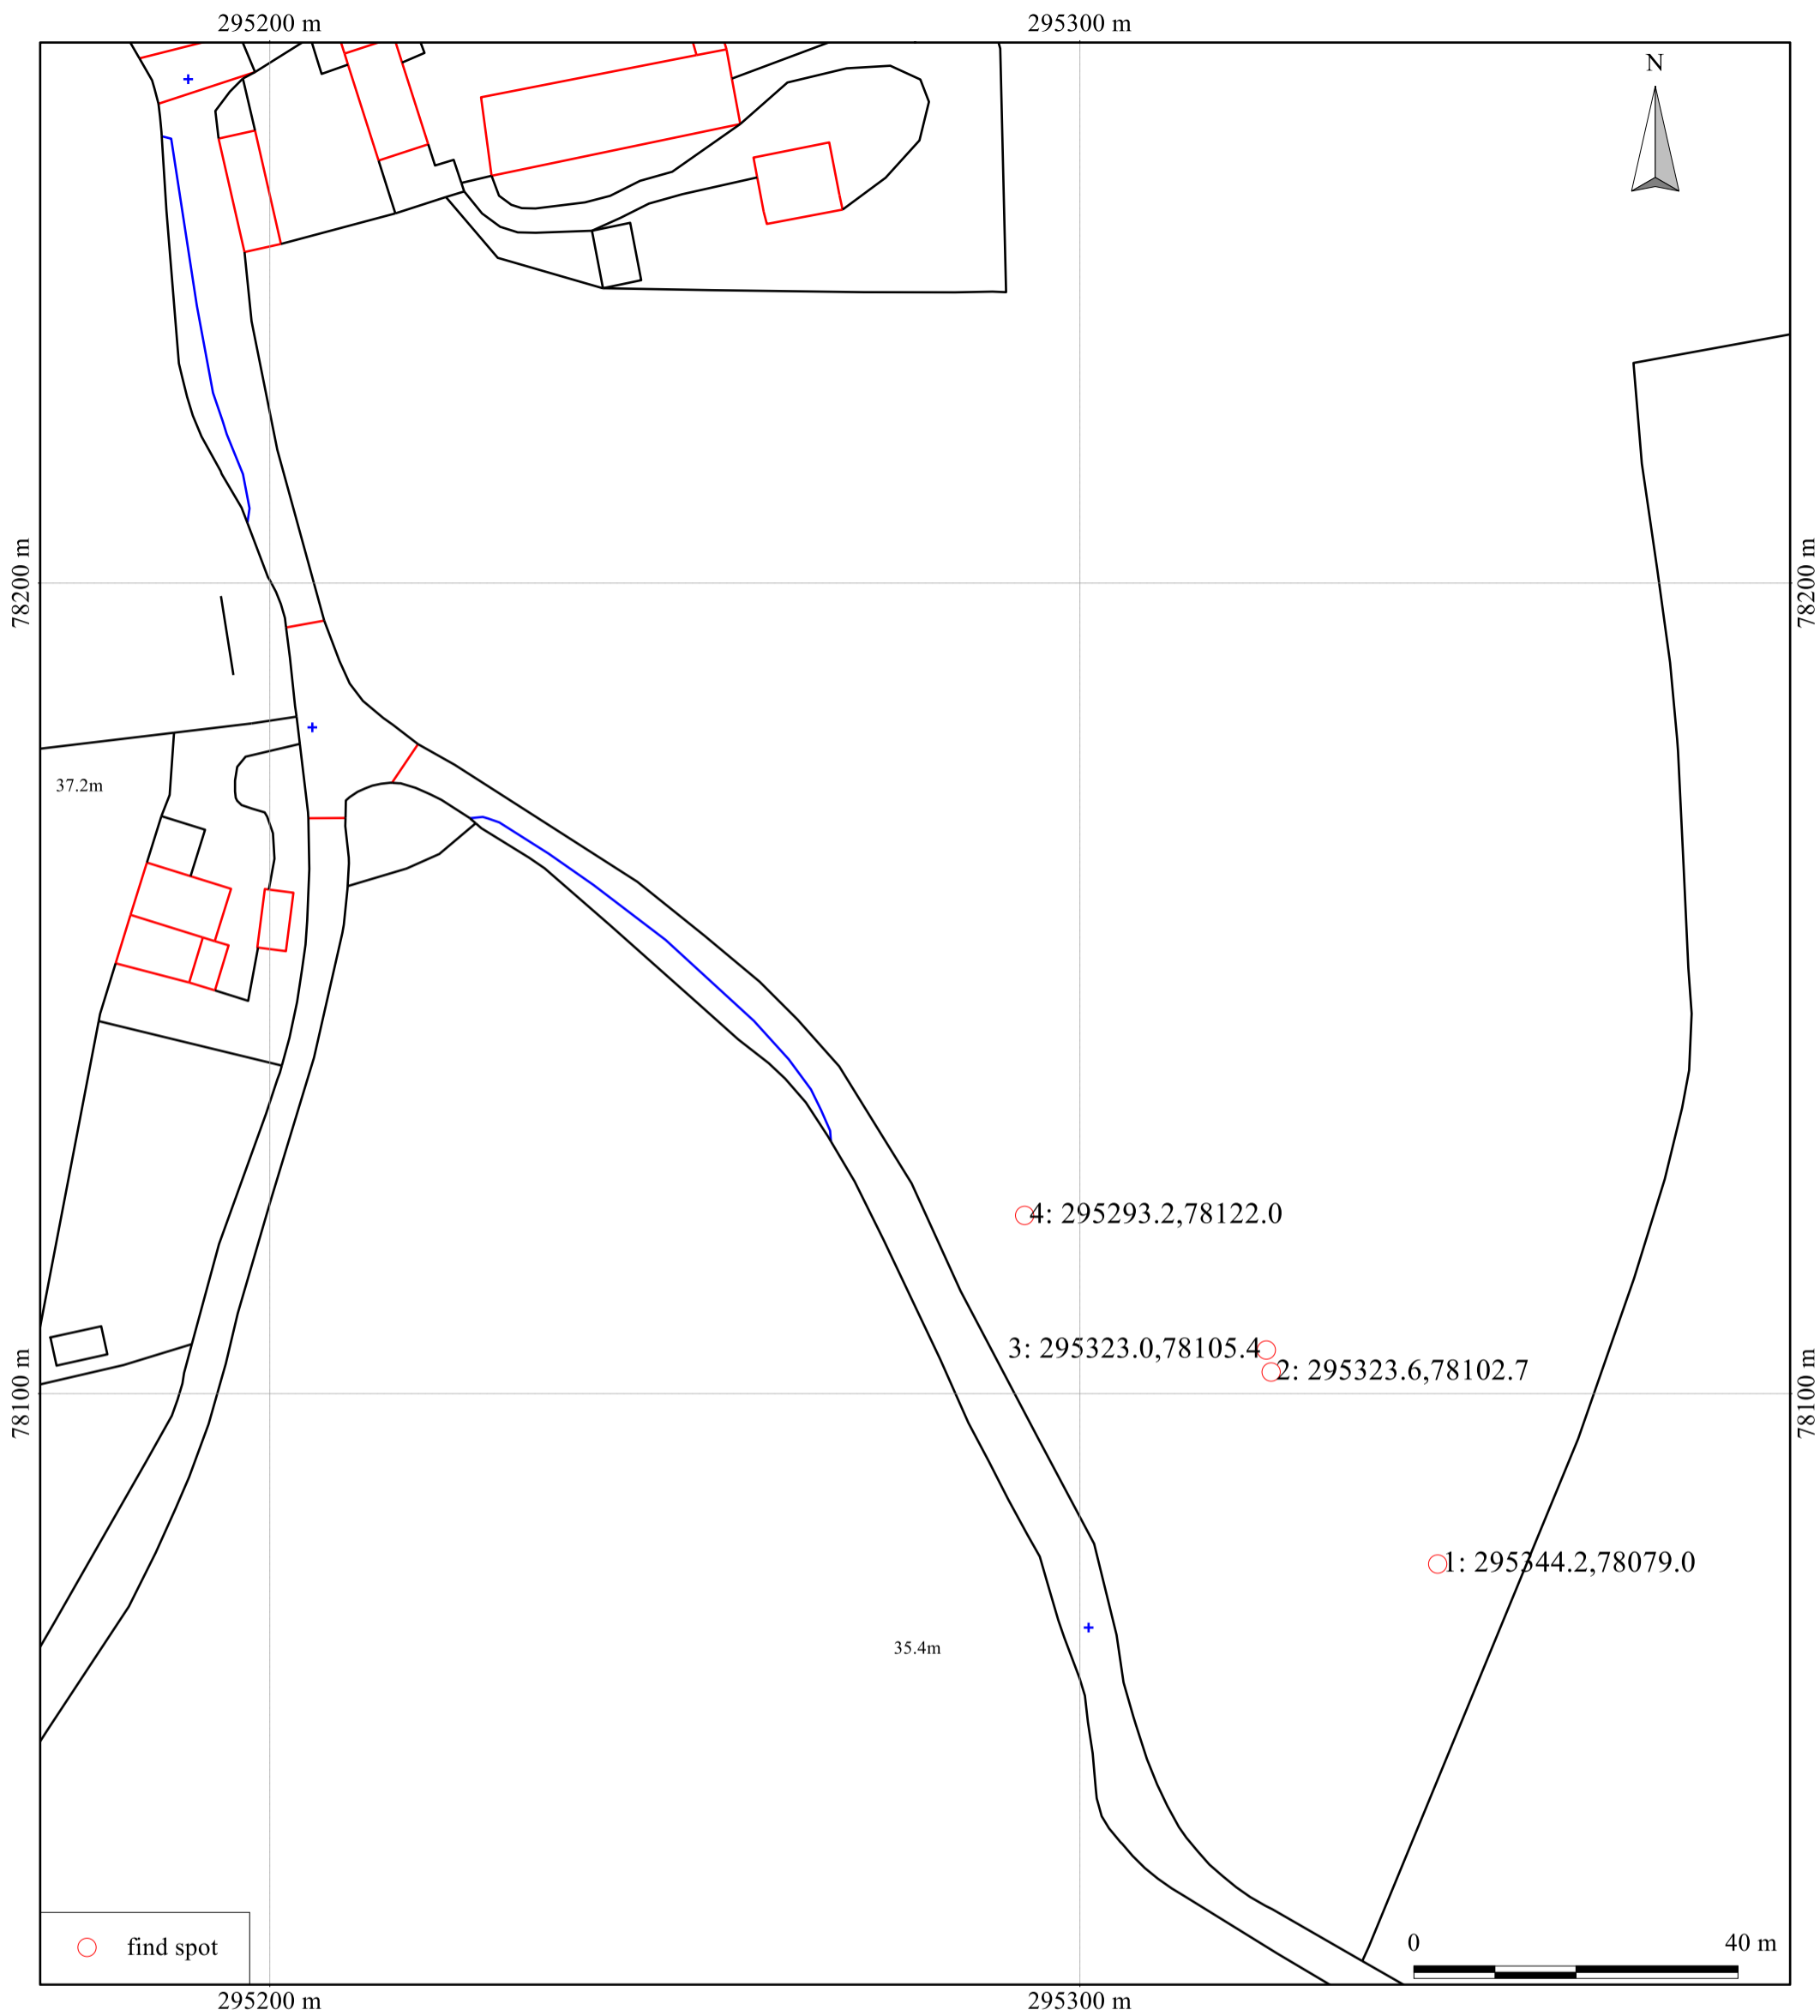 295200 m
295300 m
N
78200 m
78200 m
37.2m
4: 295293.2,78122.0
3: 295323.0,78105.4
2: 295323.6,78102.7
78100 m
78100 m
1: 295344.2,78079.0
35.4m
find spot
0
40 m
295200 m
295300 m